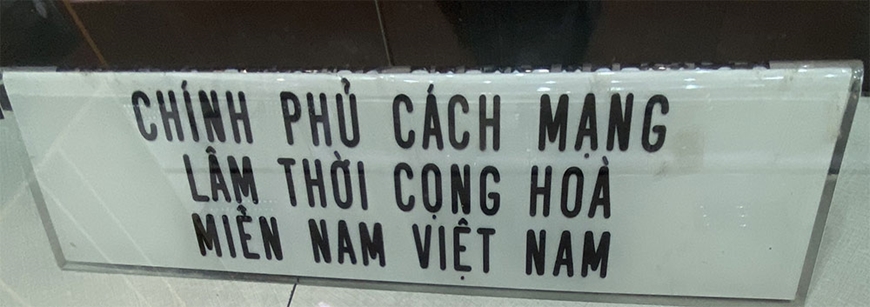 CHÍNH PHỦ CÁCH MẠNG
LÂM THỜI CỘNG HOÀ
MIỀN NAM VIỆT NAM